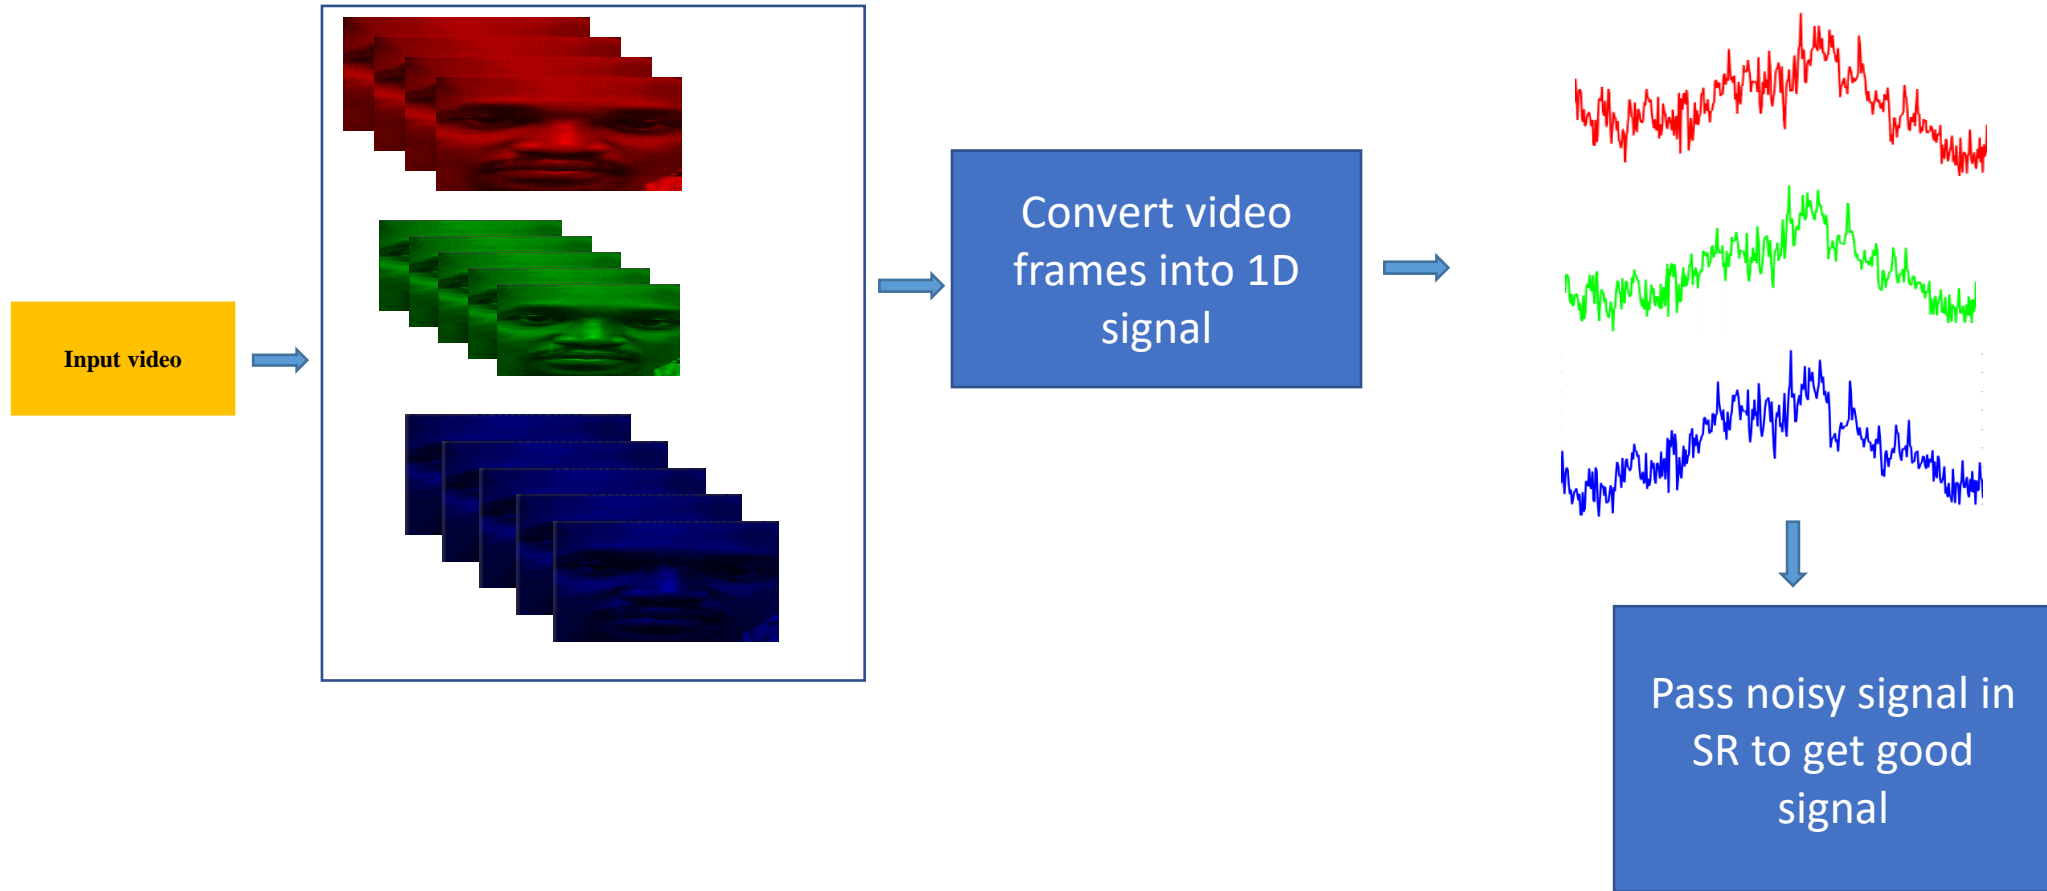 Input video
Convert video
frames into 1D
signal
Pass noisy signal in
SR to get good
signal